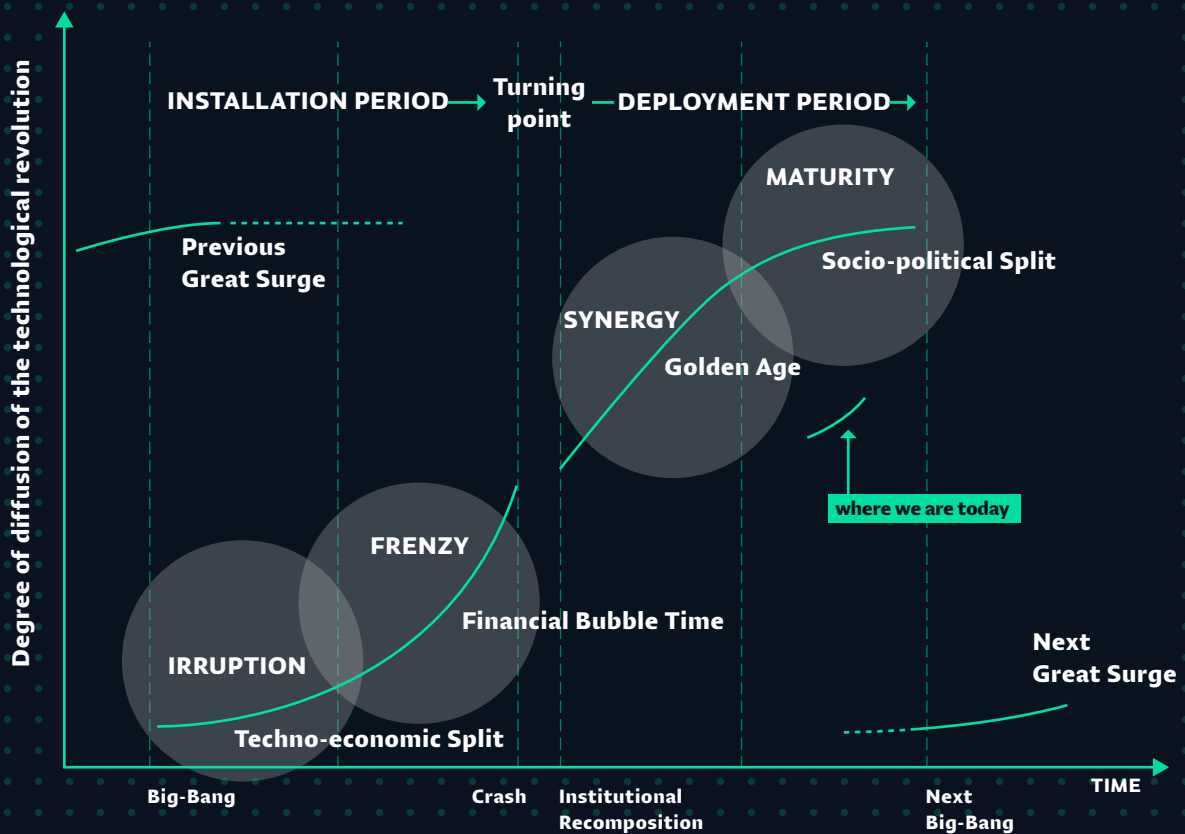 Degree of diffusion of the technological revolution
INSTALLATION PERIOD
Turning
point
DEPLOYMENT PERIOD
MATURITY
Previous
Great Surge
Socio-political Split
SYNERGY
Golden Age
where we are today
FRENZY
Financial Bubble Time
Next
Great Surge
IRRUPTION
Techno-economic Split
TIME
Big-Bang
Crash
Institutional
Recomposition
Next
Big-Bang